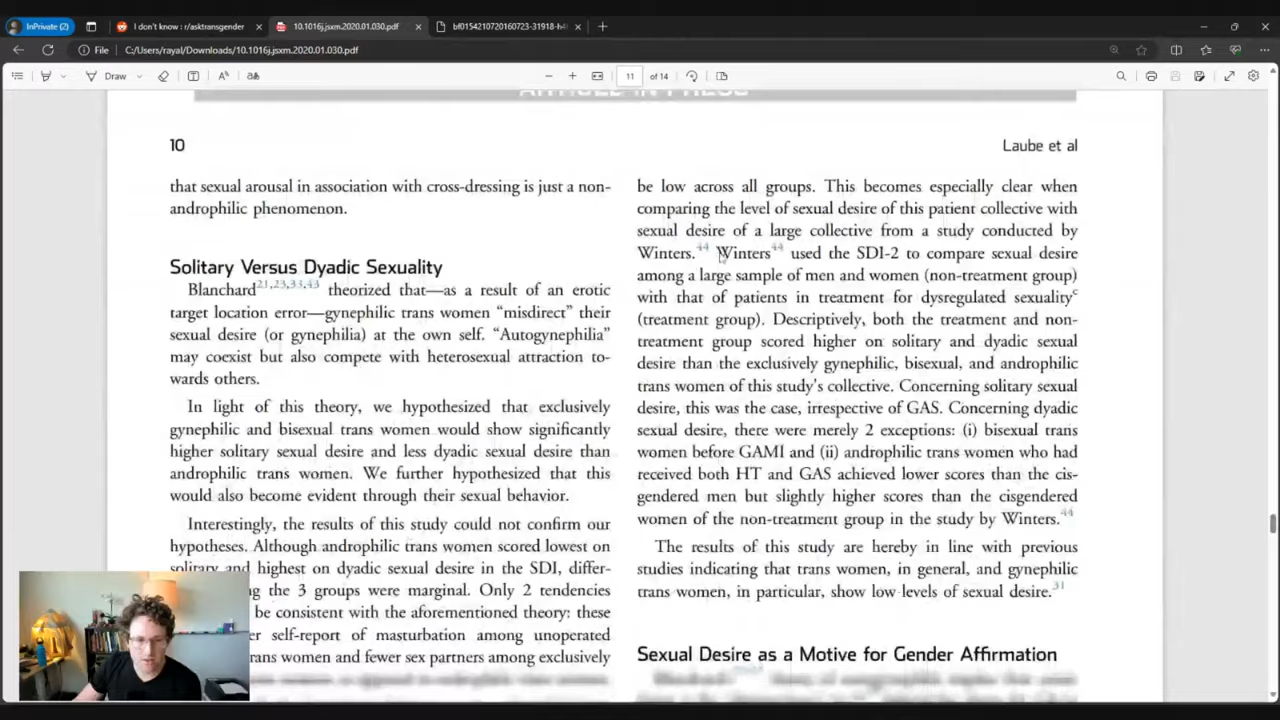 InPrivate (2)
I don't know : r/asktransgender
10.1016j.jsxm.2020.01.030.pdf
bf0154210720160723-31918-h4
File
C:/Users/rayal/Downloads/10.1016j.jsxm.2020.01.030.pdf
Draw
11 of 14
ARTICLE IN PRESS
10
Laube et al
that sexual arousal in association with cross-dressing is just a non-
androphilic phenomenon.
Solitary Versus Dyadic Sexuality
Blanchard21,23,33,43 theorized that—as a result of an erotic
target location error—gynephilic trans women “misdirect” their
sexual desire (or gynephilia) at the own self. “Autogynephilia”
may coexist but also compete with heterosexual attraction to-
wards others.
In light of this theory, we hypothesized that exclusively
gynephilic and bisexual trans women would show significantly
higher solitary sexual desire and less dyadic sexual desire than
androphilic trans women. We further hypothesized that this
would also become evident through their sexual behavior.
Interestingly, the results of this study could not confirm our
hypotheses. Although androphilic trans women scored lowest on
solitary and highest on dyadic sexual desire in the SDI, differ-
g the 3 groups were marginal. Only 2 tendencies
be consistent with the aforementioned theory: these
er self-report of masturbation among unoperated
rans women and fewer sex partners among exclusively
be low across all groups. This becomes especially clear when
comparing the level of sexual desire of this patient collective with
sexual desire of a large collective from a study conducted by
Winters.44 Winters44 used the SDI-2 to compare sexual desire
among a large sample of men and women (non-treatment group)
with that of patients in treatment for dysregulated sexualityc
(treatment group). Descriptively, both the treatment and non-
treatment group scored higher on solitary and dyadic sexual
desire than the exclusively gynephilic, bisexual, and androphilic
trans women of this study's collective. Concerning solitary sexual
desire, this was the case, irrespective of GAS. Concerning dyadic
sexual desire, there were merely 2 exceptions: (i) bisexual trans
women before GAMI and (ii) androphilic trans women who had
received both HT and GAS achieved lower scores than the cis-
gendered men but slightly higher scores than the cisgendered
women of the non-treatment group in the study by Winters.44
The results of this study are hereby in line with previous
studies indicating that trans women, in general, and gynephilic
trans women, in particular, show low levels of sexual desire.31
Sexual Desire as a Motive for Gender Affirmation